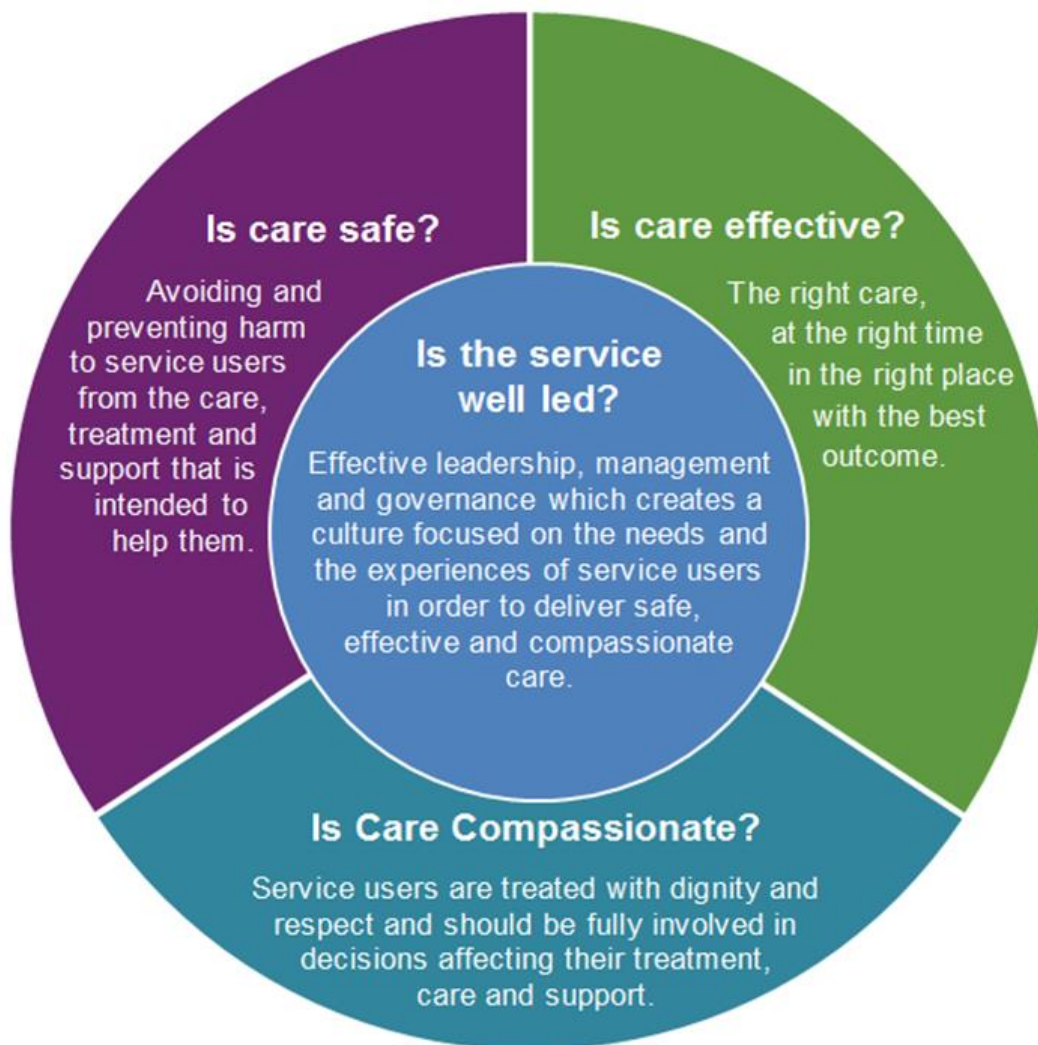 Is care safe?
Avoiding and
preventing harm
to service users
from the care,
treatment and
support that is
intended to
help them.
Is care effective?
The right care,
at the right time
in the right place
with the best
outcome.
Is the service
well led?
Effective leadership, management
and governance which creates a
culture focused on the needs and
the experiences of service users
in order to deliver safe,
effective and compassionate
care.
Is Care Compassionate?
Service users are treated with dignity and
respect and should be fully involved in
decisions affecting their treatment,
care and support.